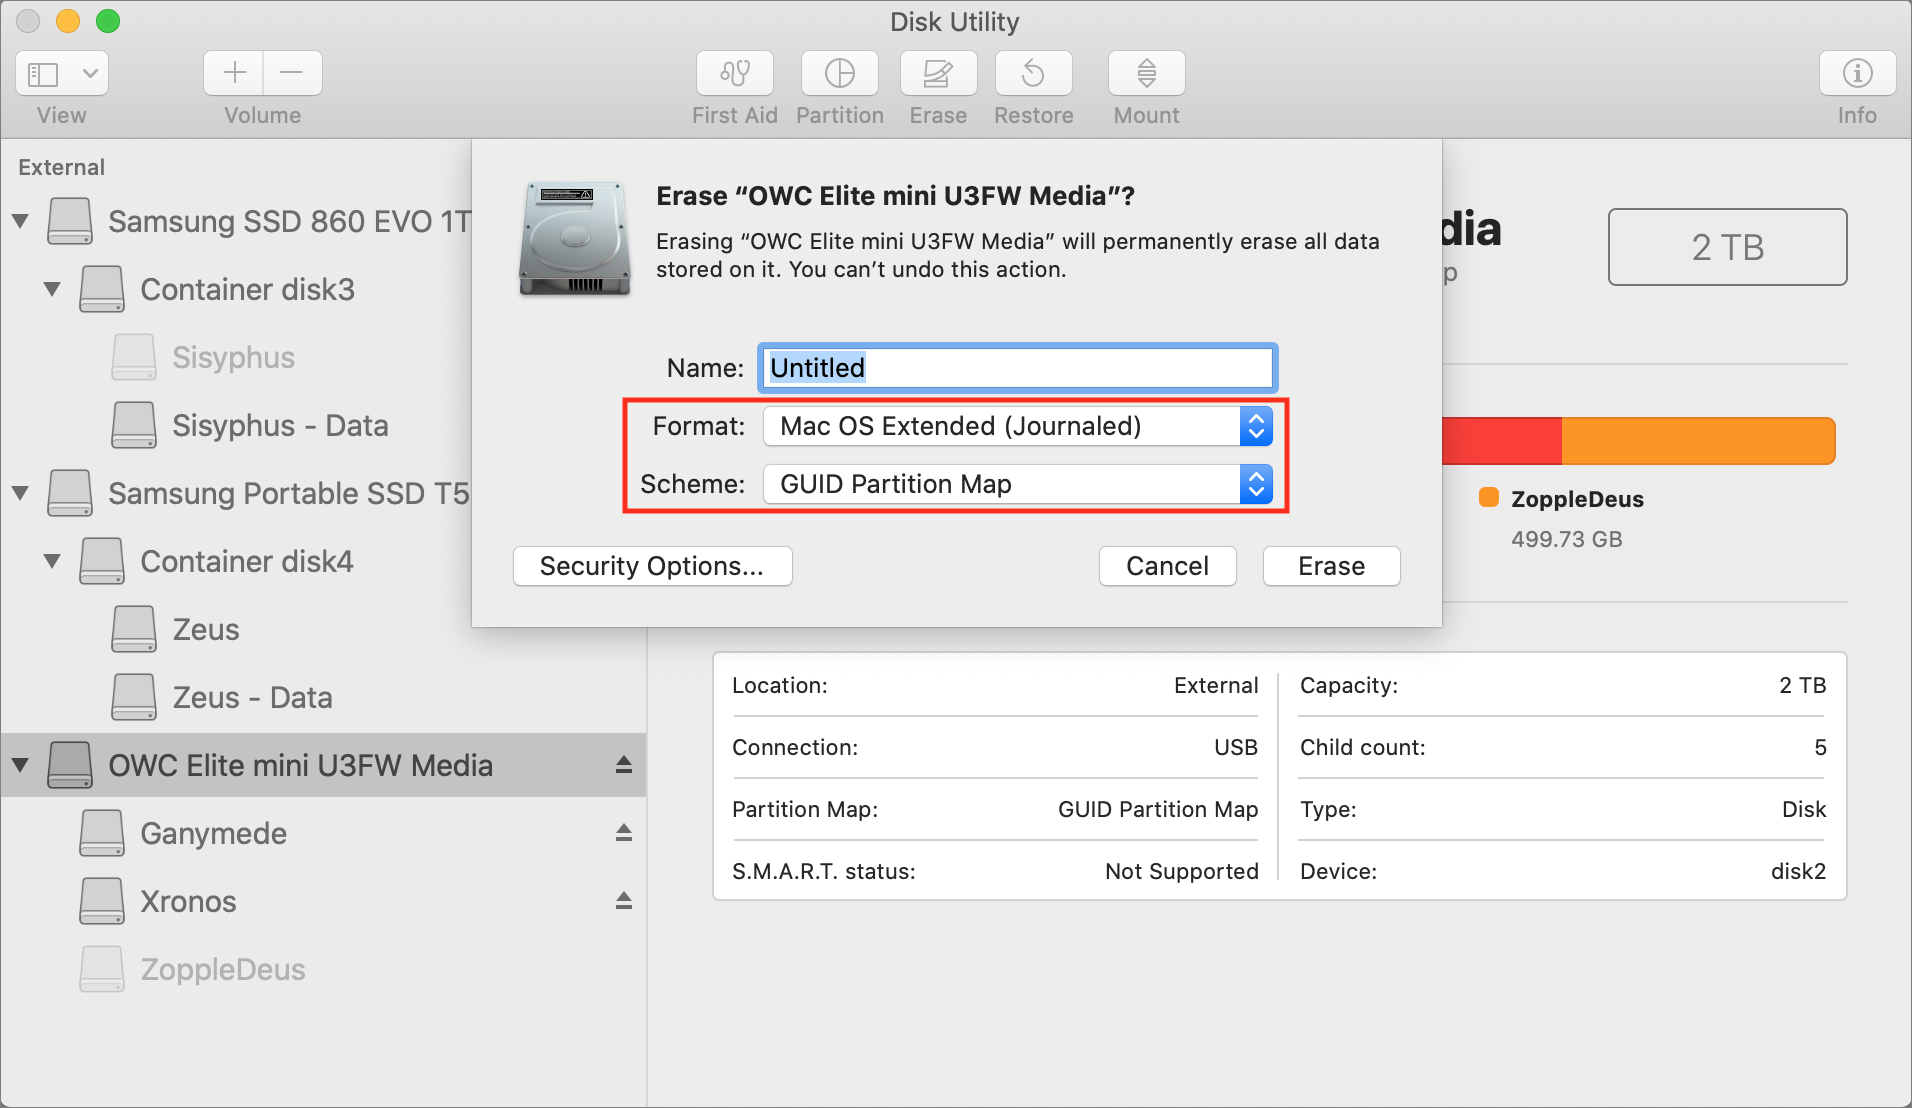 Disk Utility
View
Volume
First Aid
Partition
Erase
Restore
Mount
Info
External
Samsung SSD 860 EVO 1T
Container disk3
Sisyphus
Sisyphus - Data
Samsung Portable SSD T5
Container disk4
Zeus
Zeus - Data
OWC Elite mini U3FW Media
Ganymede
Xronos
ZoppleDeus
Erase “OWC Elite mini U3FW Media”?
Erasing “OWC Elite mini U3FW Media” will permanently erase all data
stored on it. You can’t undo this action.
Name: Untitled
Format: Mac OS Extended (Journaled)
Scheme: GUID Partition Map
Security Options...
Cancel
Erase
dia
p
2 TB
ZoppleDeus
499.73 GB
Location: External
Connection: USB
Partition Map: GUID Partition Map
S.M.A.R.T. status: Not Supported
Capacity: 2 TB
Child count: 5
Type: Disk
Device: disk2